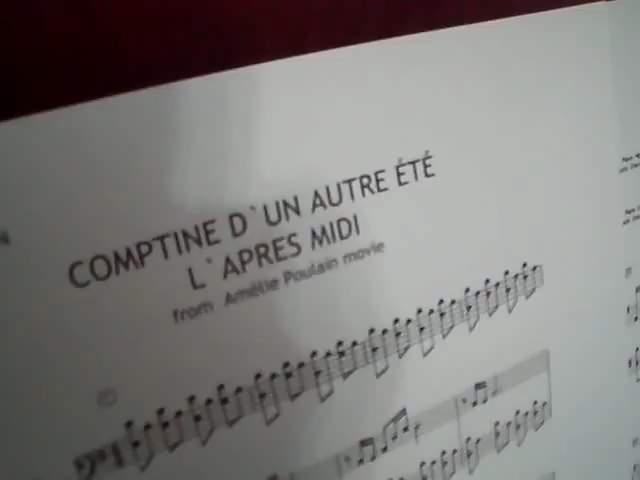 COMPTINE D`UN AUTRE ÉTÉ
L`APRES MIDI
from Amélie Poulain movie